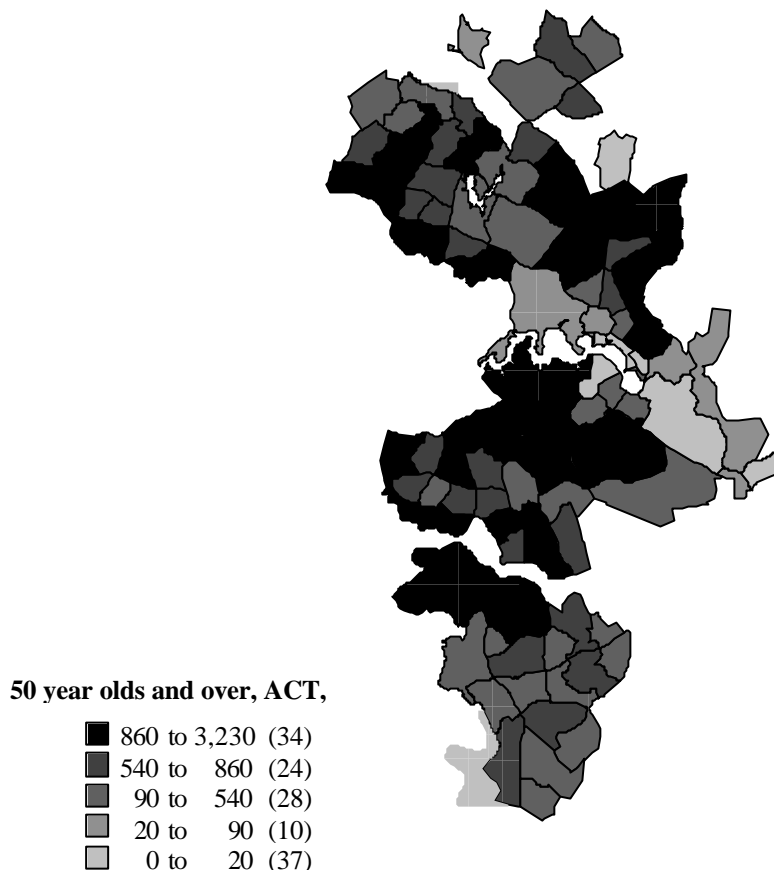 50 year olds and over, ACT,
860 to 3,230 (34)
540 to 860 (24)
90 to 540 (28)
20 to 90 (10)
0 to 20 (37)